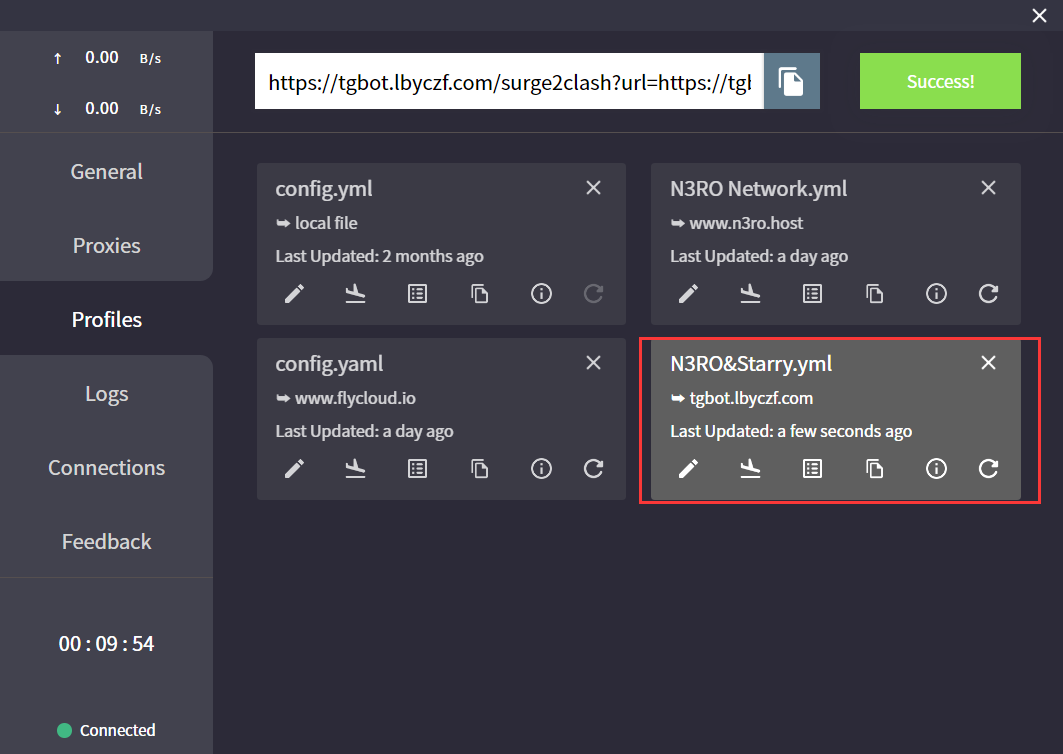 ↑ 0.00 B/s
↓ 0.00 B/s
General
Proxies
Profiles
Logs
Connections
Feedback
00 : 09 : 54
Connected
https://tgbot.lbyczf.com/surge2clash?url=https://tgb
Success!
config.yml
➥ local file
Last Updated: 2 months ago
N3RO Network.yml
➥ www.n3ro.host
Last Updated: a day ago
config.yaml
➥ www.flycloud.io
Last Updated: a day ago
N3RO&Starry.yml
➥ tgbot.lbyczf.com
Last Updated: a few seconds ago